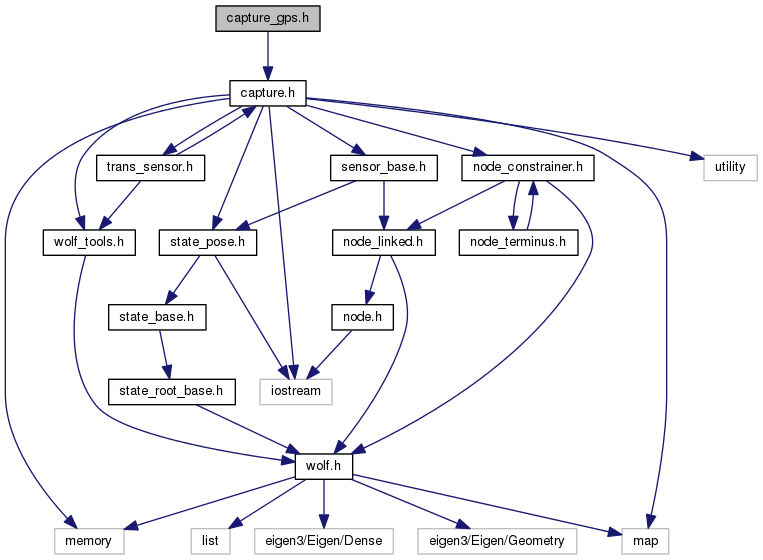 capture_gps.h
capture.h
trans_sensor.h
sensor_base.h
node_constrainer.h
utility
wolf_tools.h
state_pose.h
node_linked.h
node_terminus.h
state_base.h
node.h
state_root_base.h
iostream
wolf.h
memory
list
eigen3/Eigen/Dense
eigen3/Eigen/Geometry
map